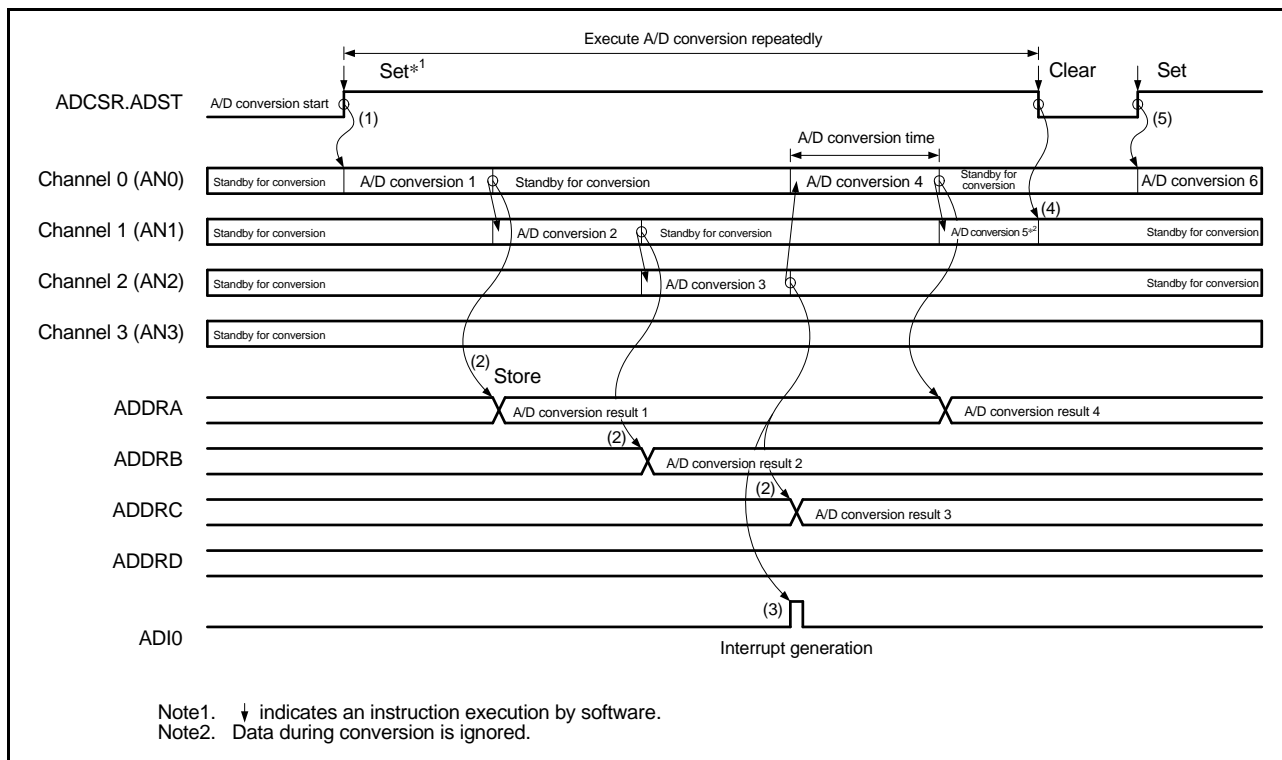 Execute A/D conversion repeatedly
Set*1
Clear
Set
ADCSR.ADST
A/D conversion start
(1)
(5)
A/D conversion time
Channel 0 (AN0)
Standby for conversion
A/D conversion 1
Standby for conversion
A/D conversion 4
Standby for
conversion
A/D conversion 6
(4)
Channel 1 (AN1)
Standby for conversion
A/D conversion 2
Standby for conversion
A/D conversion 5*2
Standby for conversion
Channel 2 (AN2)
Standby for conversion
A/D conversion 3
Standby for conversion
Channel 3 (AN3)
Standby for conversion
(2)
Store
ADDRA
A/D conversion result 1
A/D conversion result 4
(2)
ADDRB
A/D conversion result 2
(2)
ADDRC
A/D conversion result 3
ADDRD
(3)
ADI0
Interrupt generation
Note1. ↓ indicates an instruction execution by software.
Note2. Data during conversion is ignored.